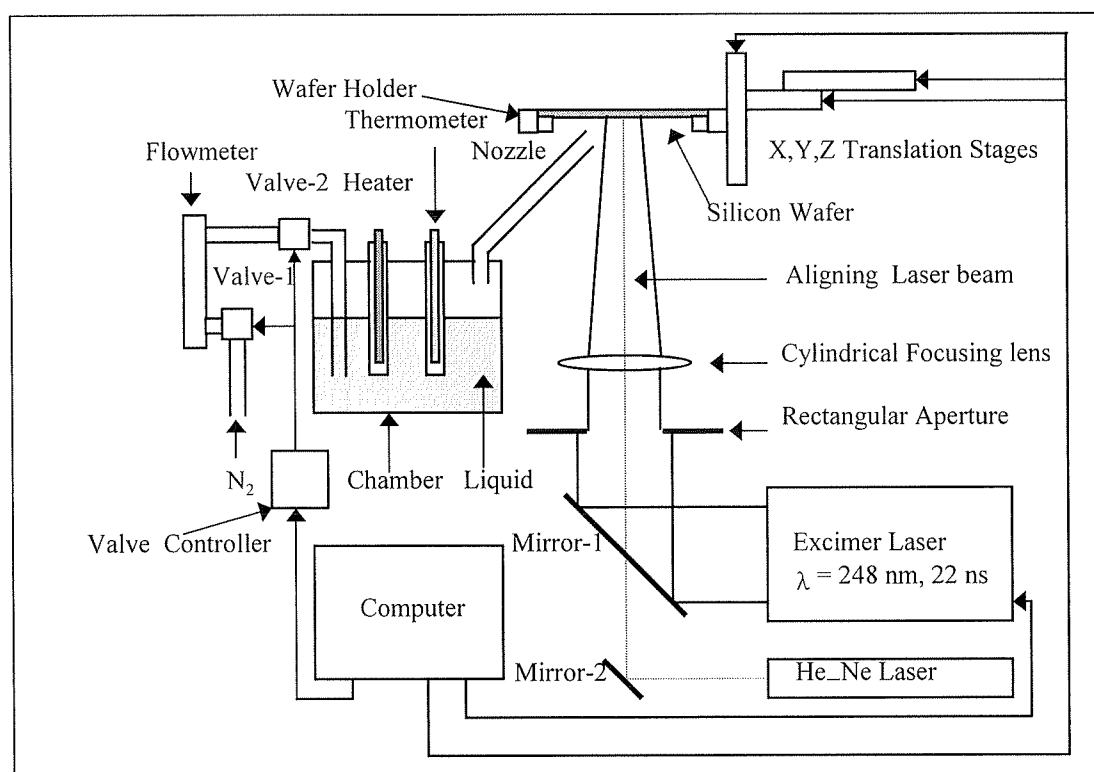 Wafer Holder
Thermometer
Flowmeter
Nozzle
X,Y,Z Translation Stages
Valve-2 Heater
Silicon Wafer
Valve-1
Aligning Laser beam
Cylindrical Focusing lens
Rectangular Aperture
N2
Chamber
Liquid
Valve Controller
Mirror-1
Excimer Laser
λ = 248 nm, 22 ns
Computer
Mirror-2
He_Ne Laser